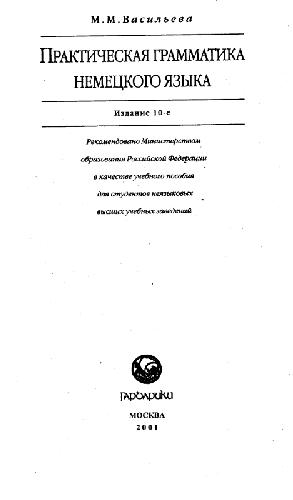 М.М.Васильева
ПРАКТИЧЕСКАЯ ГРАММАТИКА
НЕМЕЦКОГО ЯЗЫКА
Издание 10-е
Рекомендовано Министерством
образования Российской Федерации
в качестве учебного пособия
для студентов неязыковых
высших учебных заведений
ГАРДАРИКИ
МОСКВА
2001